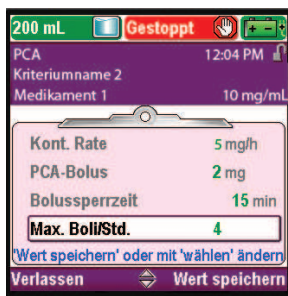 200 mL Gestoppt
PCA 12:04 PM
Kriteriumname 2
Medikament 1 10 mg/mL
Kont. Rate 5 mg/h
PCA-Bolus 2 mg
Bolussperrzeit 15 min
Max. Boli/Std. 4
'Wert speichern' oder mit 'wählen' ändern
Verlassen Wert speichern